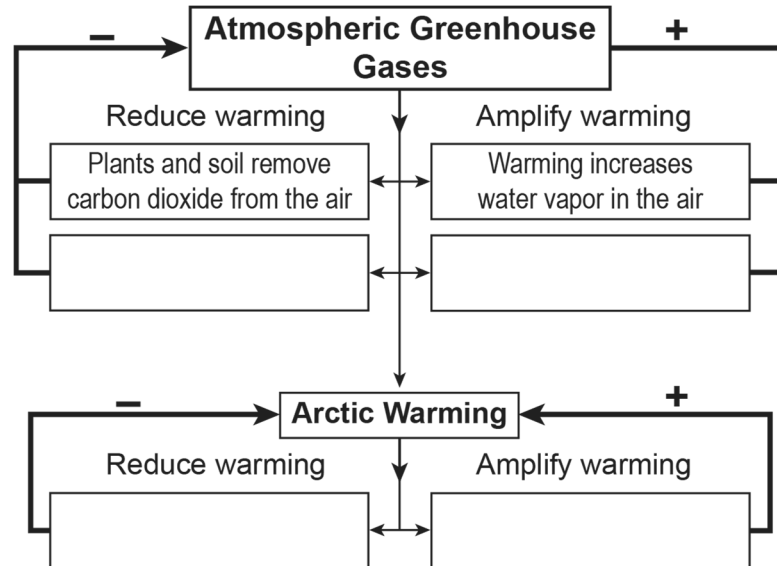 − Atmospheric Greenhouse +
Gases
Reduce warming Amplify warming
Plants and soil remove
carbon dioxide from the air
Warming increases
water vapor in the air
− Arctic Warming +
Reduce warming Amplify warming